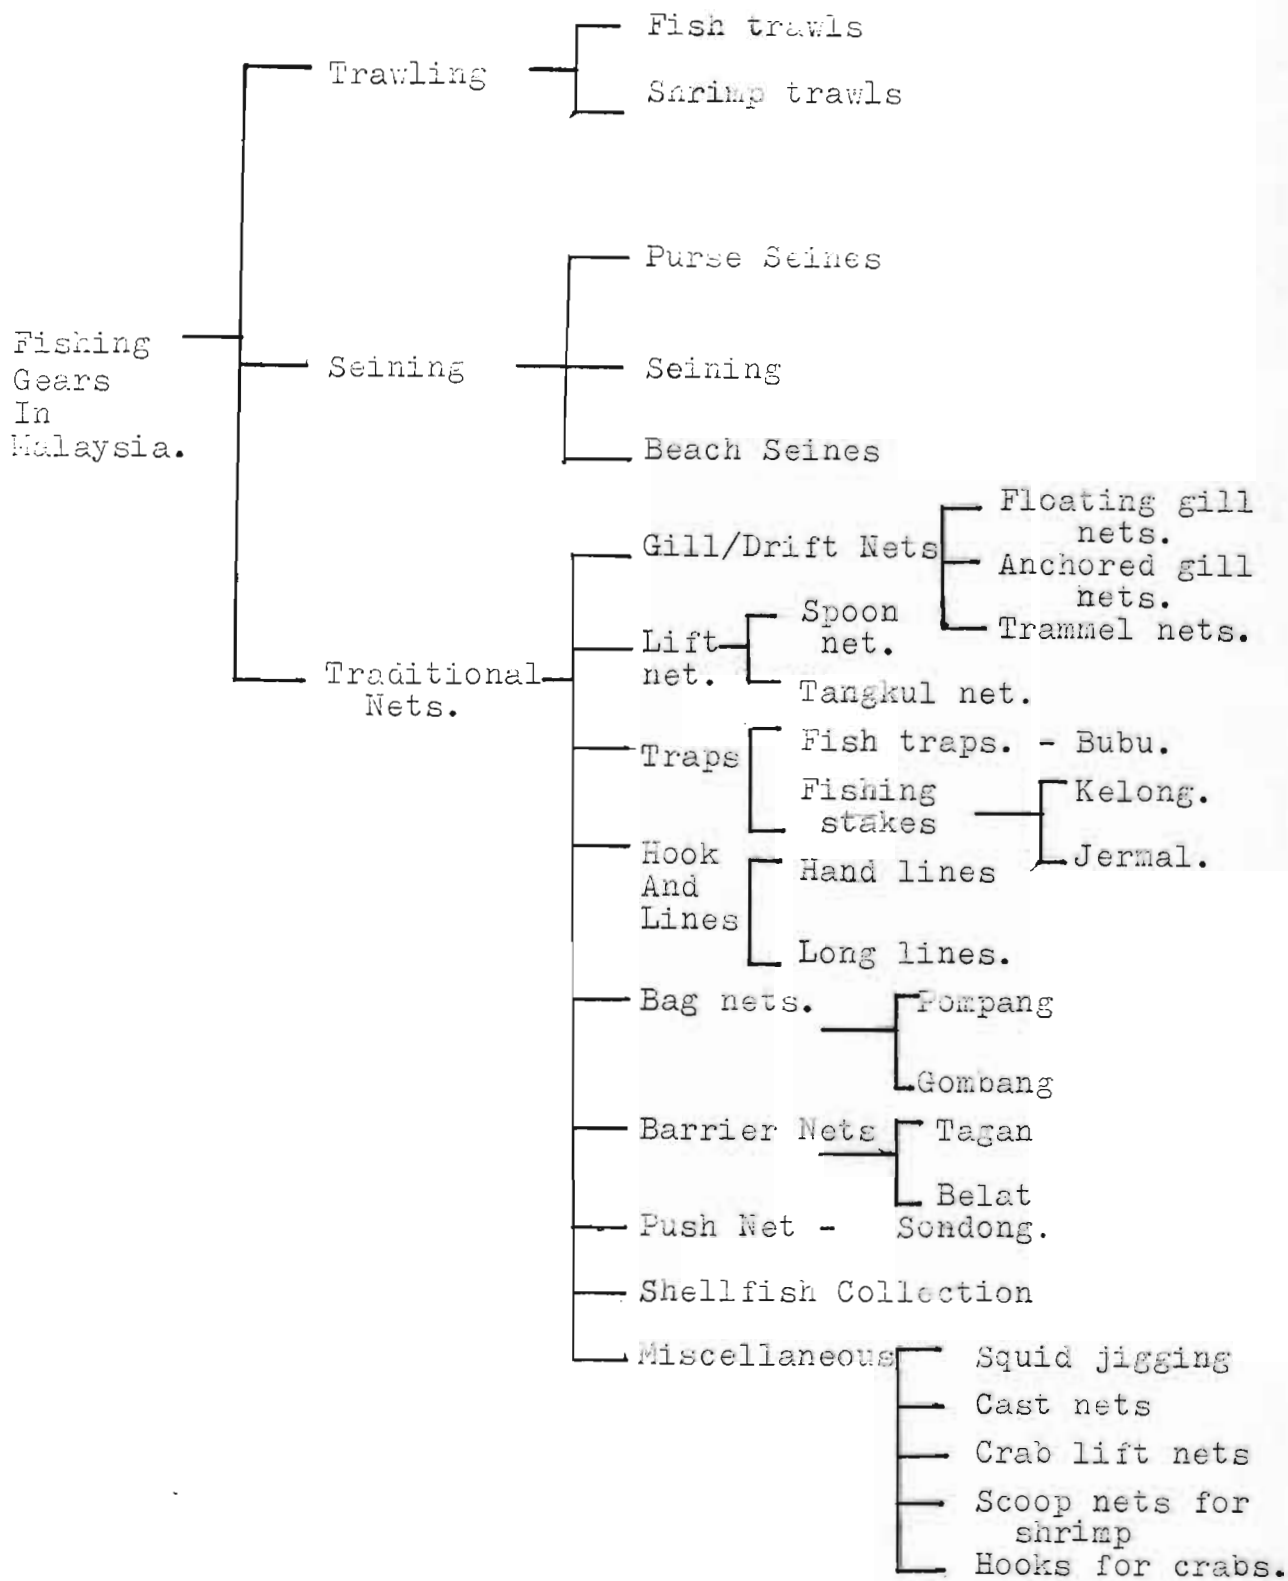 Fish trawls
Trawling
Shrimp trawls
Purse Seines
Fishing
Gears
In
Malaysia.
Seining
Seining
Beach Seines
Gill/Drift Nets
Floating gill
nets.
Anchored gill
nets.
Trammel nets.
Lift
net.
Spoon
net.
Tangkul net.
Traditional
Nets.
Traps
Fish traps. - Bubu.
Fishing
stakes
Kelong.
Jermal.
Hook
And
Lines
Hand lines
Long lines.
Bag nets.
Pompang
Gombang
Barrier Nets
Tagan
Belat
Push Net - Sondong.
Shellfish Collection
Miscellaneous
Squid jigging
Cast nets
Crab lift nets
Scoop nets for
shrimp
Hooks for crabs.